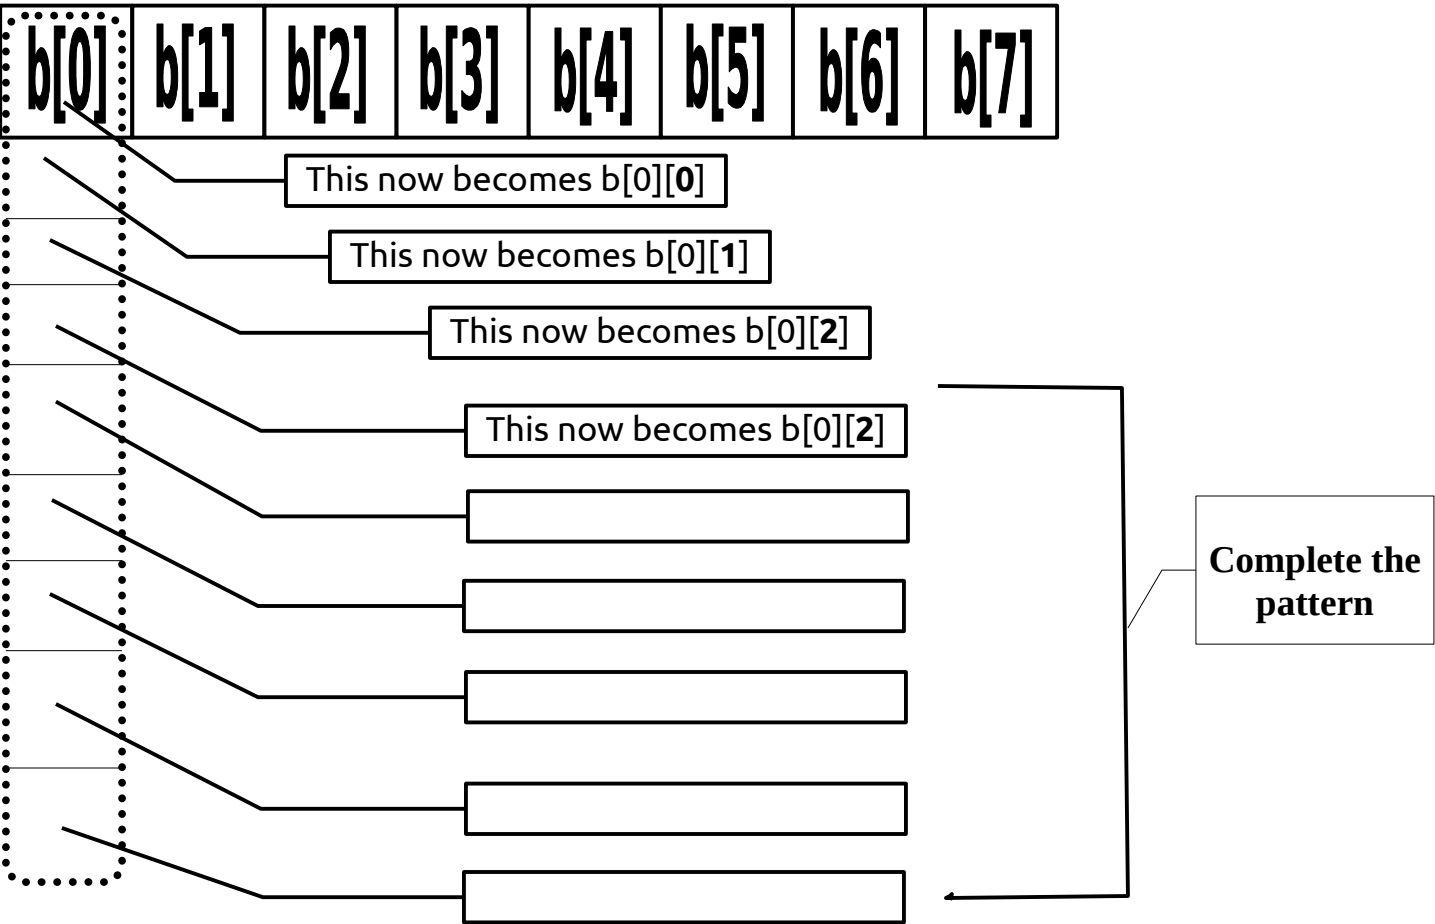 b[0] b[1] b[2] b[3] b[4] b[5] b[6] b[7]
This now becomes b[0][0]
This now becomes b[0][1]
This now becomes b[0][2]
This now becomes b[0][2]
Complete the
pattern